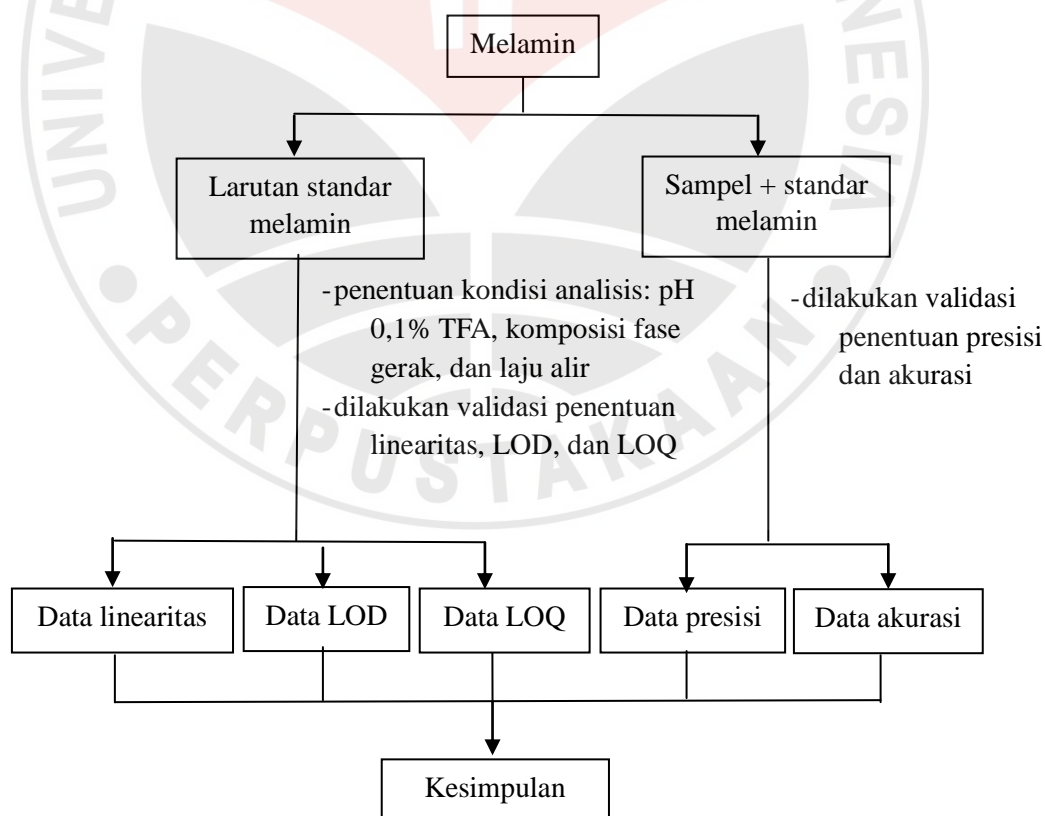 Melamin
Larutan standar
melamin
Sampel + standar
melamin
-penentuan kondisi analisis: pH
0,1% TFA, komposisi fase
gerak, dan laju alir
-dilakukan validasi penentuan
linearitas, LOD, dan LOQ
-dilakukan validasi
penentuan presisi
dan akurasi
Data linearitas
Data LOD
Data LOQ
Data presisi
Data akurasi
Kesimpulan
PERPUSTAKAAN